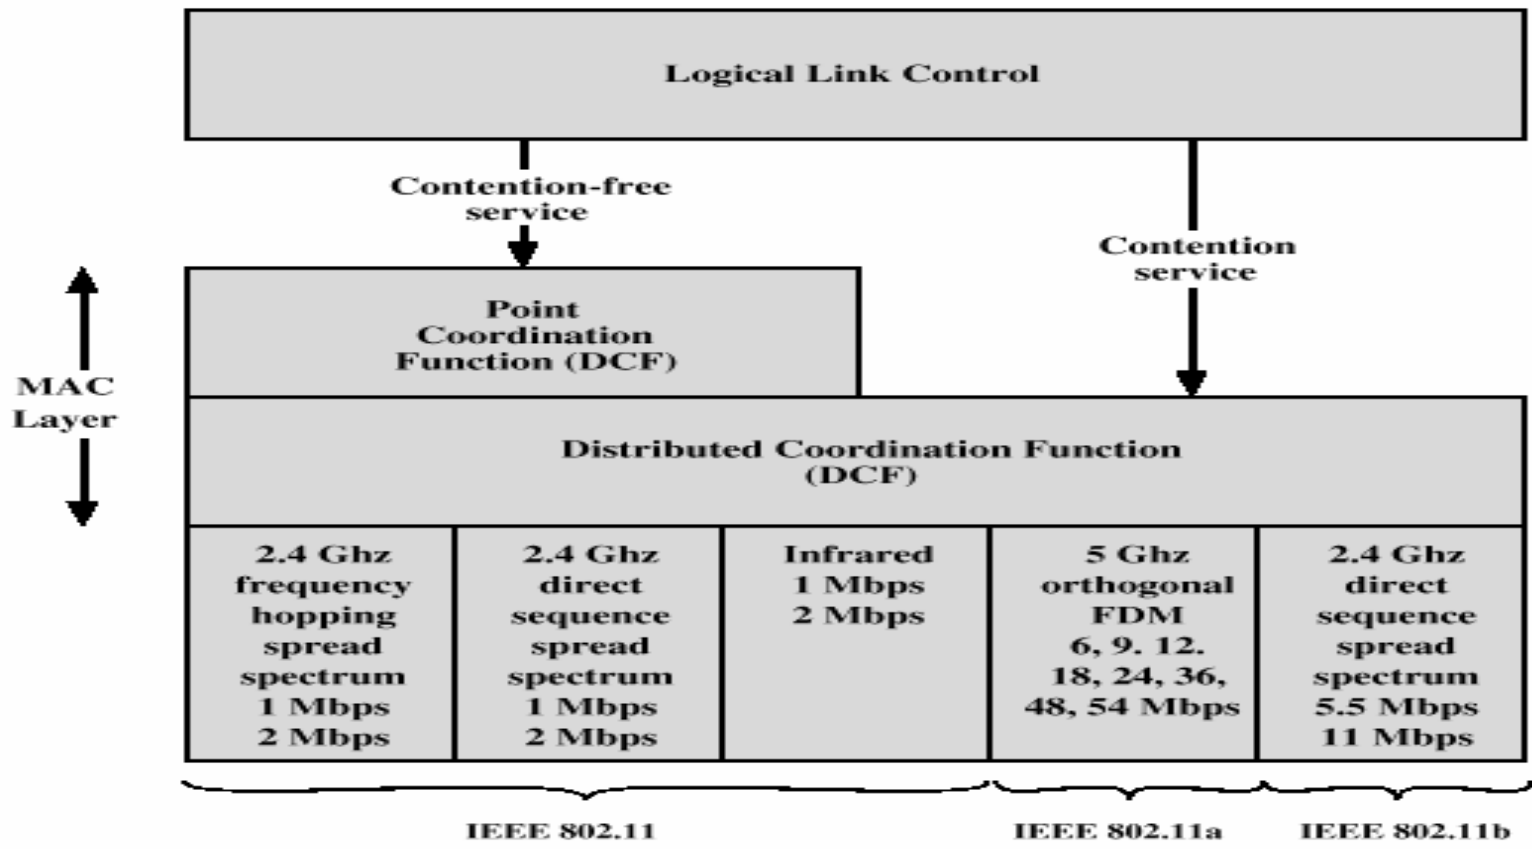 Logical Link Control
Contention-free
service
Contention
service
Point
Coordination
Function (DCF)
MAC
Layer
Distributed Coordination Function
(DCF)
2.4 Ghz
frequency
hopping
spread
spectrum
1 Mbps
2 Mbps
2.4 Ghz
direct
sequence
spread
spectrum
1 Mbps
2 Mbps
Infrared
1 Mbps
2 Mbps
5 Ghz
orthogonal
FDM
6, 9. 12.
18, 24, 36,
48, 54 Mbps
2.4 Ghz
direct
sequence
spread
spectrum
5.5 Mbps
11 Mbps
IEEE 802.11
IEEE 802.11a
IEEE 802.11b